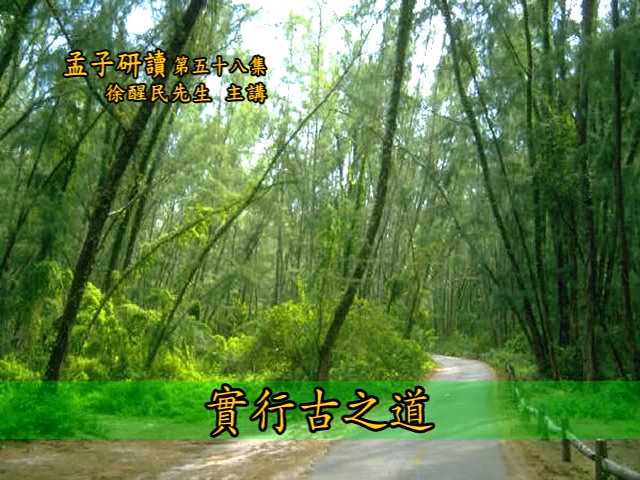 孟子研讀 第五十八集
徐醒民先生 主講
實行古之道